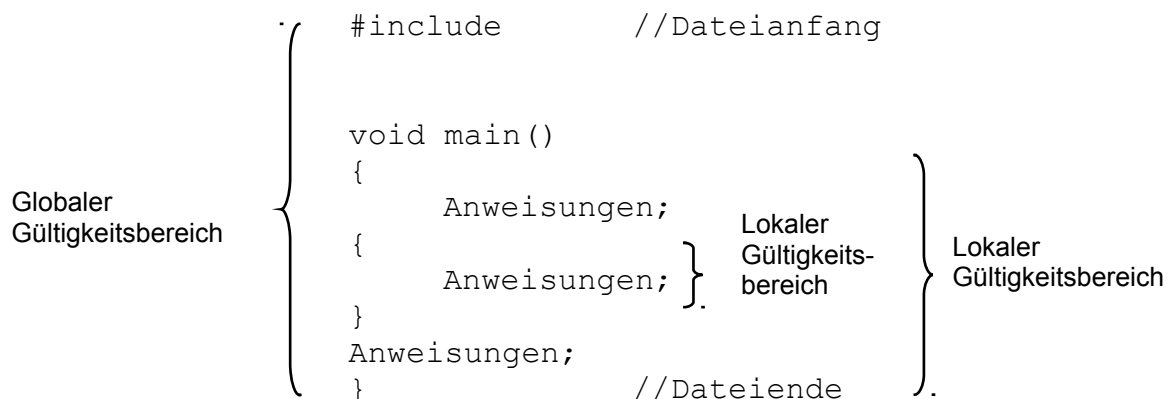 #include //Dateianfang
void main()
{
Anweisungen;
{
Anweisungen;
}
Anweisungen;
} //Dateiende
Globaler
Gültigkeitsbereich
Lokaler
Gültigkeits-
bereich
Lokaler
Gültigkeitsbereich